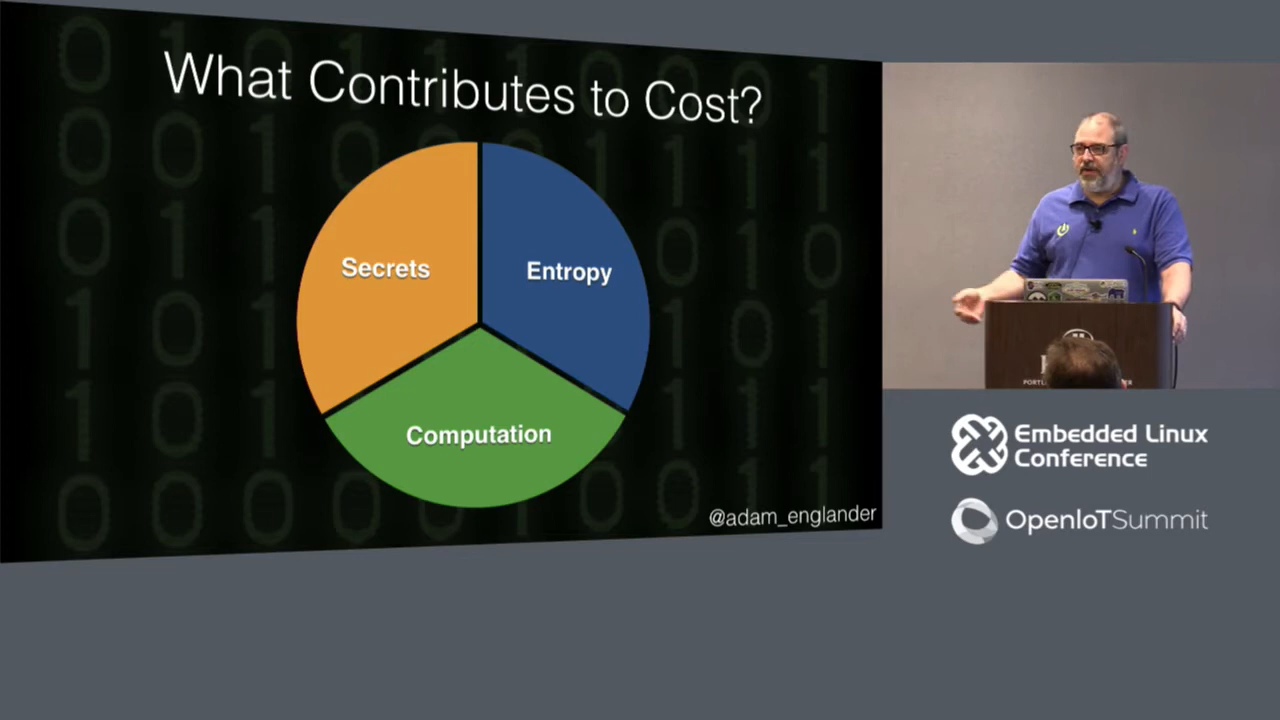 What Contributes to Cost?
Secrets
Entropy
Computation
@adam_englander
Embedded Linux
Conference
OpenIoTSummit